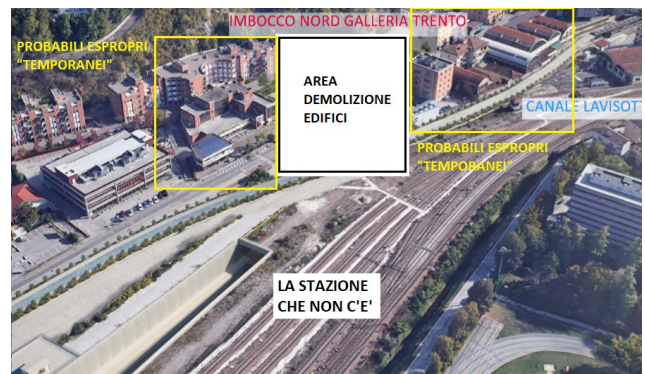 IMBOCCO NORD GALLERIA TRENTO
PROBABILI ESPROPRI
"TEMPORANEI"
AREA
DEMOLIZIONE
EDIFICI
CANALE LAVISOTT
PROBABILI ESPROPRI
"TEMPORANEI"
LA STAZIONE
CHE NON C'E'